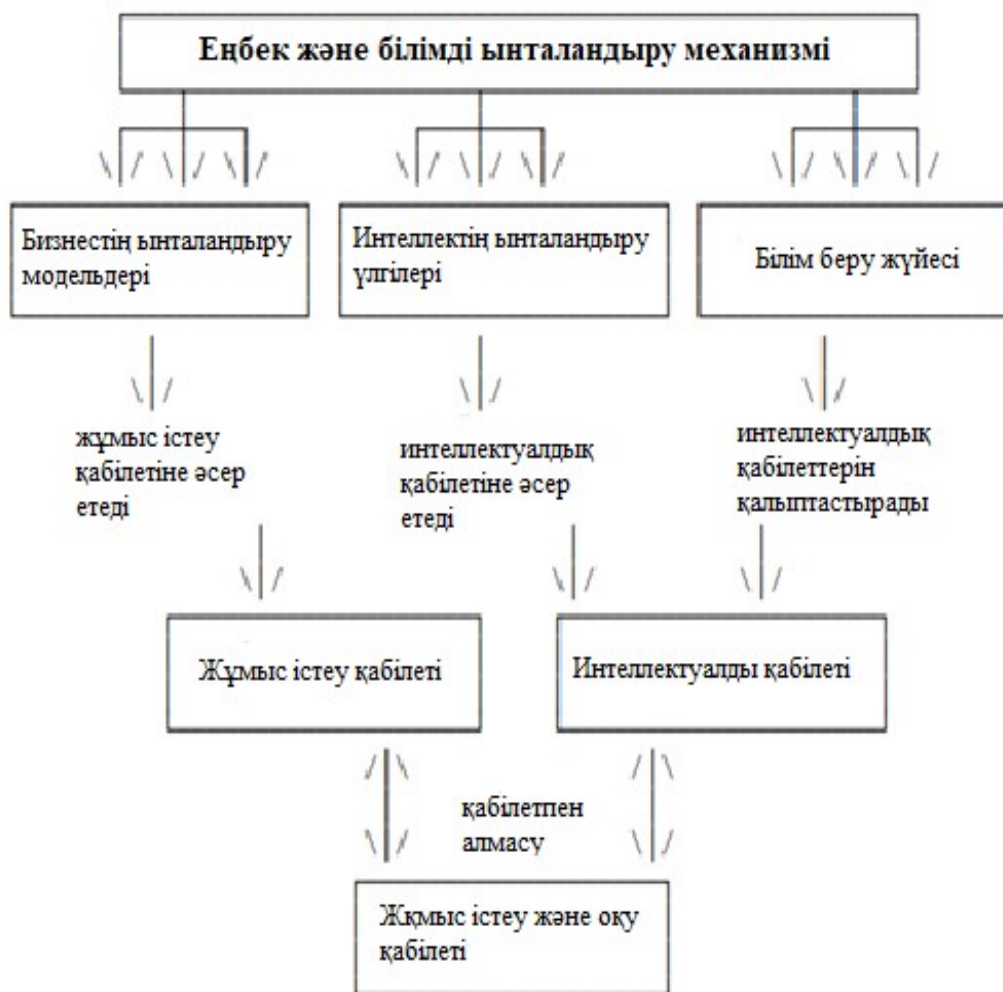 Еңбек және білімді ынталандыру механизмі
Бизнестің ынталандыру
модельдері
Интеллектің ынталандыру
үлгілері
Білім беру жүйесі
жұмыс істеу
қабілетіне әсер
етеді
интеллектуалдық
қабілетіне әсер
етеді
интеллектуалдық
қабілеттерін
қалыптастырады
Жұмыс істеу қабілеті
Интеллектуалды қабілеті
қабілетпен
алмасу
Жқмыс істеу және оқу
қабілеті